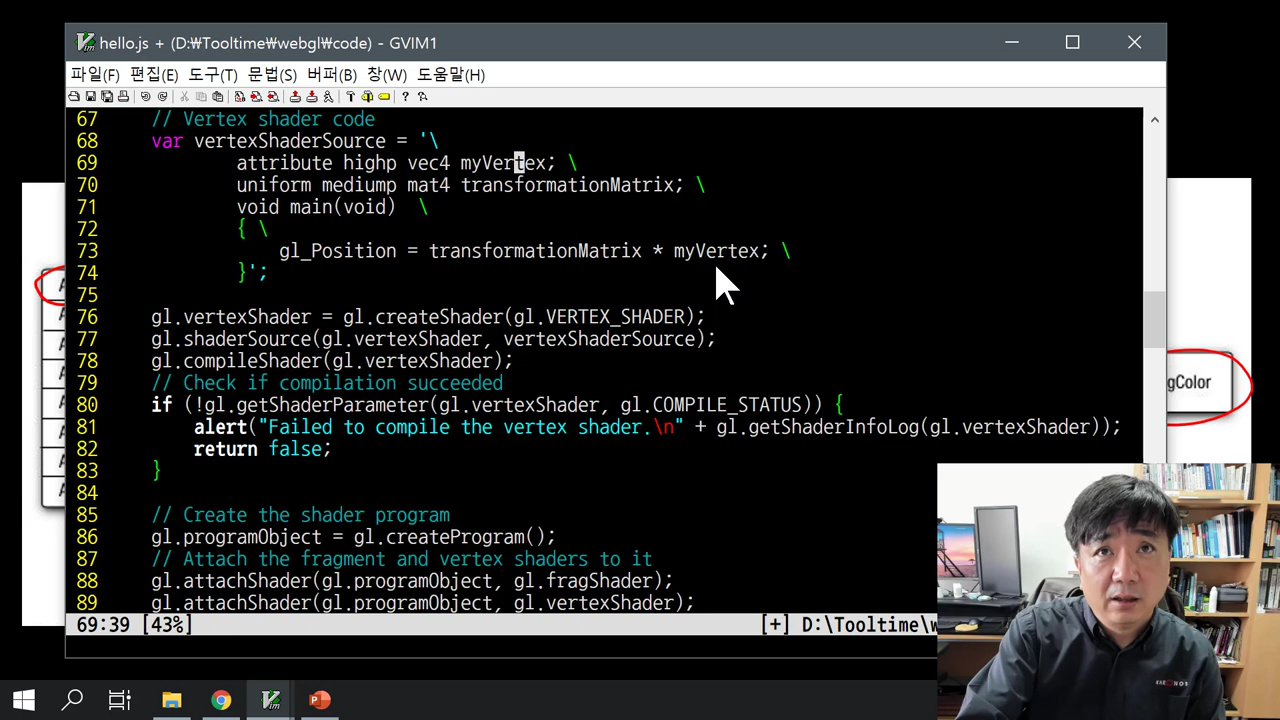 hello.js + (D:₩Tooltime₩webgl₩code) - GVIM1
파일(F) 편집(E) 도구(T) 문법(S) 버퍼(B) 창(W) 도움말(H)
67 // Vertex shader code
68 var vertexShaderSource = '\
69 attribute highp vec4 myVertex; \
70 uniform mediump mat4 transformationMatrix; \
71 void main(void) \
72 { \
73 gl_Position = transformationMatrix * myVertex; \
74 }';
75
76 gl.vertexShader = gl.createShader(gl.VERTEX_SHADER);
77 gl.shaderSource(gl.vertexShader, vertexShaderSource);
78 gl.compileShader(gl.vertexShader);
79 // Check if compilation succeeded
80 if (!gl.getShaderParameter(gl.vertexShader, gl.COMPILE_STATUS)) {
81 alert("Failed to compile the vertex shader.\n" + gl.getShaderInfoLog(gl.vertexShader));
82 return false;
83 }
84
85 // Create the shader program
86 gl.programObject = gl.createProgram();
87 // Attach the fragment and vertex shaders to it
88 gl.attachShader(gl.programObject, gl.fragShader);
89 gl.attachShader(gl.programObject, gl.vertexShader);
69:39 [43%] [+] D:\Tooltime\w
gColor
KHRONOS